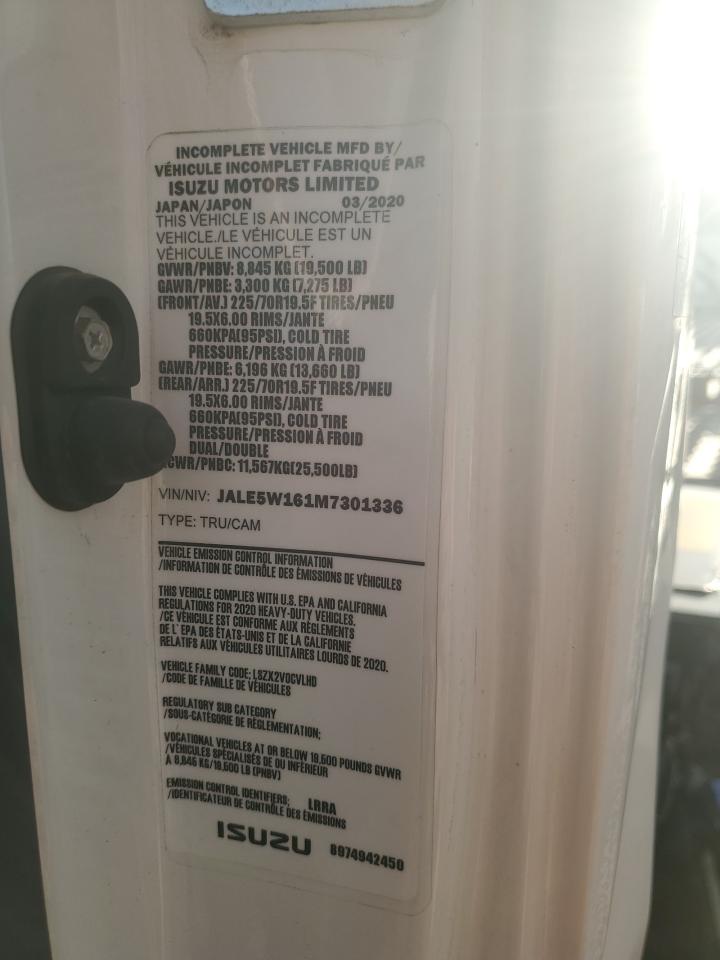 INCOMPLETE VEHICLE MFD BY/
VÉHICULE INCOMPLET FABRIQUÉ PAR
ISUZU MOTORS LIMITED
JAPAN/JAPON 03/2020
THIS VEHICLE IS AN INCOMPLETE
VEHICLE./LE VÉHICULE EST UN
VÉHICULE INCOMPLET.
GVWR/PNBV: 8,845 KG (19,500 LB)
GAWR/PNBE: 3,300 KG (7,275 LB)
(FRONT/AV.) 225/70R19.5F TIRES/PNEU
19.5X6.00 RIMS/JANTE
660KPA(95PSI), COLD TIRE
PRESSURE/PRESSION À FROID
GAWR/PNBE: 6,196 KG (13,660 LB)
(REAR/ARR.) 225/70R19.5F TIRES/PNEU
19.5X6.00 RIMS/JANTE
660KPA(95PSI), COLD TIRE
PRESSURE/PRESSION À FROID
DUAL/DOUBLE
CWR/PNBC: 11,567KG(25,500LB)
VIN/NIV: JALE5W161M7301336
TYPE: TRU/CAM
VEHICLE EMISSION CONTROL INFORMATION
/INFORMATION DE CONTRÔLE DES ÉMISSIONS DE VÉHICULES
THIS VEHICLE COMPLIES WITH U.S. EPA AND CALIFORNIA
REGULATIONS FOR 2020 HEAVY-DUTY VEHICLES.
/CE VÉHICULE EST CONFORME AUX RÈGLEMENTS
DE L' EPA DES ÉTATS-UNIS ET DE LA CALIFORNIE
RELATIFS AUX VÉHICULES UTILITAIRES LOURDS DE 2020.
VEHICLE FAMILY CODE: LSZX2VOCVLHD
/CODE DE FAMILLE DE VÉHICULES
REGULATORY SUB CATEGORY
/SOUS-CATÉGORIE DE RÉGLEMENTATION:
VOCATIONAL VEHICLES AT OR BELOW 19,500 POUNDS GVWR
/VÉHICULES SPÉCIALISÉS DE OU INFÉRIEUR
À 8,845 KG/19,500 LB (PNBV)
EMISSION CONTROL IDENTIFIERS: LRRA
/IDENTIFICATEUR DE CONTRÔLE DES ÉMISSIONS
ISUZU 8974942450